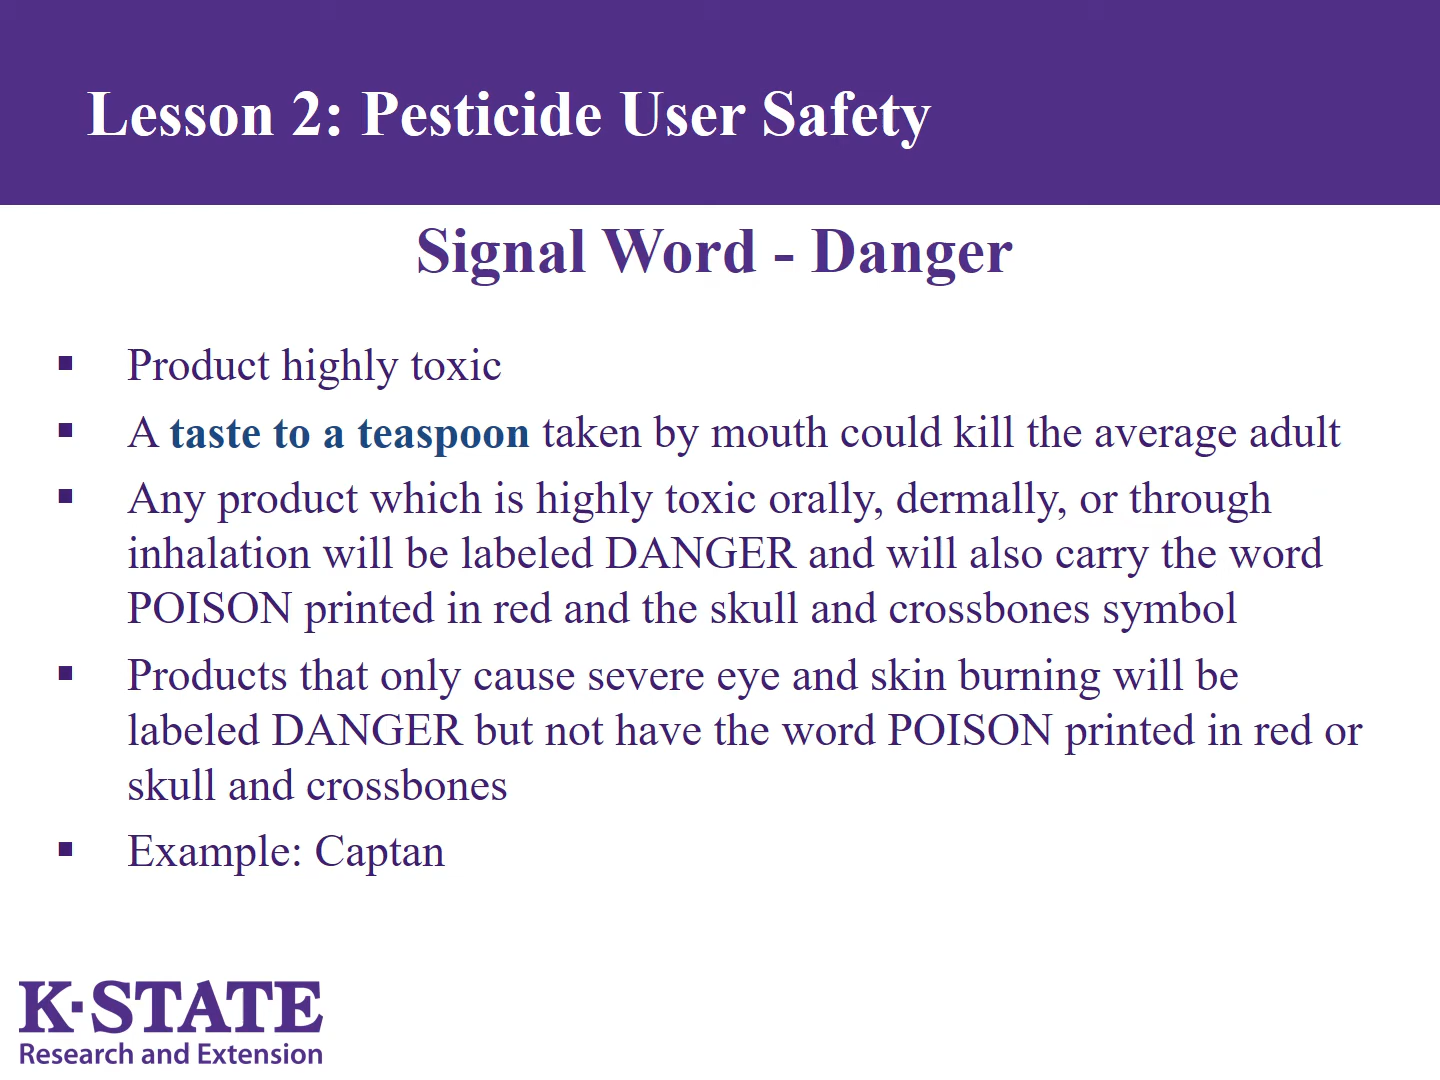 Lesson 2: Pesticide User Safety
Signal Word - Danger
▪ Product highly toxic
▪ A taste to a teaspoon taken by mouth could kill the average adult
▪ Any product which is highly toxic orally, dermally, or through
inhalation will be labeled DANGER and will also carry the word
POISON printed in red and the skull and crossbones symbol
▪ Products that only cause severe eye and skin burning will be
labeled DANGER but not have the word POISON printed in red or
skull and crossbones
▪ Example: Captan
K·STATE
Research and Extension